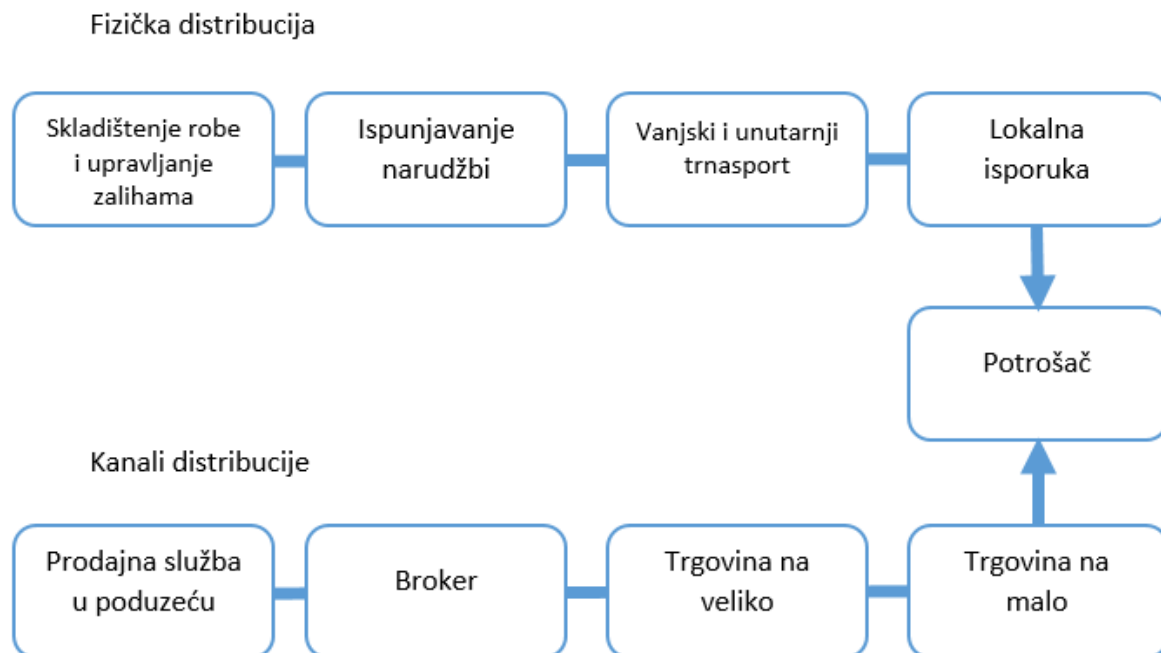 Fizička distribucija
Skladištenje robe
i upravljanje
zalihama
Ispunjavanje
narudžbi
Vanjski i unutarnji
trnasport
Lokalna
isporuka
Potrošač
Kanali distribucije
Prodajna služba
u poduzeću
Broker
Trgovina na
veliko
Trgovina na
malo